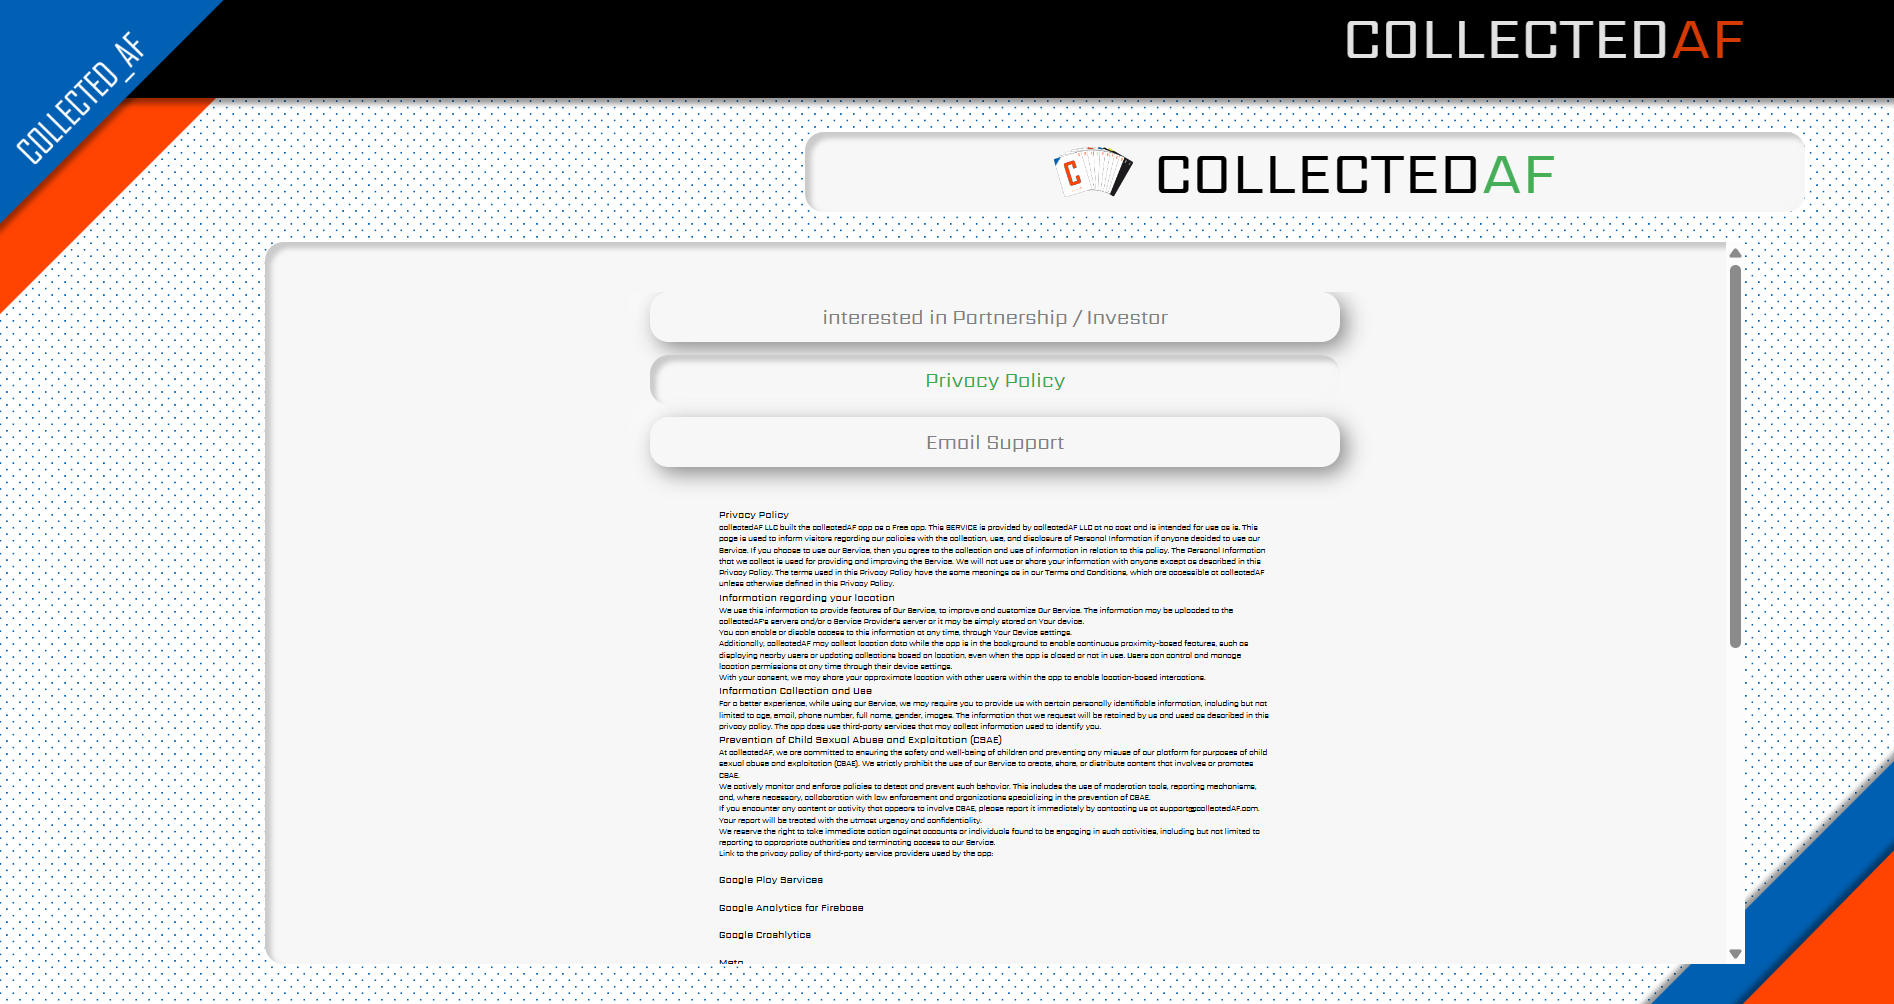 COLLECTED_AF
COLLECTEDAF
C
COLLECTEDAF
interested in Partnership / Investor
Privacy Policy
Email Support
Privacy Policy
collectedAF LLC built the collectedAF app as a Free app. This SERVICE is provided by collectedAF LLC at no cost and is intended for use as is. This
page is used to inform visitors regarding our policies with the collection, use, and disclosure of Personal Information if anyone decided to use our
Service. If you choose to use our Service, then you agree to the collection and use of information in relation to this policy. The Personal Information
that we collect is used for providing and improving the Service. We will not use or share your information with anyone except as described in this
Privacy Policy. The terms used in this Privacy Policy have the same meanings as in our Terms and Conditions, which are accessible at collectedAF
unless otherwise defined in this Privacy Policy.
Information regarding your location
We use this information to provide features of Our Service, to improve and customize Our Service. The information may be uploaded to the
collectedAF's servers and/or a Service Provider's server or it may be simply stored on Your device.
You can enable or disable access to this information at any time, through Your Device settings.
Additionally, collectedAF may collect location data while the app is in the background to enable continuous proximity-based features, such as
displaying nearby users or updating collections based on location, even when the app is closed or not in use. Users can control and manage
location permissions at any time through their device settings.
With your consent, we may share your approximate location with other users within the app to enable location-based interactions.
Information Collection and Use
For a better experience, while using our Service, we may require you to provide us with certain personally identifiable information, including but not
limited to age, email, phone number, full name, gender, images. The information that we request will be retained by us and used as described in this
privacy policy. The app does use third-party services that may collect information used to identify you.
Prevention of Child Sexual Abuse and Exploitation (CSAE)
At collectedAF, we are committed to ensuring the safety and well-being of children and preventing any misuse of our platform for purposes of child
sexual abuse and exploitation (CSAE). We strictly prohibit the use of our Service to create, share, or distribute content that involves or promotes
CSAE.
We actively monitor and enforce policies to detect and prevent such behavior. This includes the use of moderation tools, reporting mechanisms,
and, where necessary, collaboration with law enforcement and organizations specializing in the prevention of CSAE.
If you encounter any content or activity that appears to involve CSAE, please report it immediately by contacting us at support@collectedAF.com.
Your report will be treated with the utmost urgency and confidentiality.
We reserve the right to take immediate action against accounts or individuals found to be engaging in such activities, including but not limited to
reporting to appropriate authorities and terminating access to our Service.
Link to the privacy policy of third-party service providers used by the app:
Google Play Services
Google Analytics for Firebase
Google Crashlytics
Meta